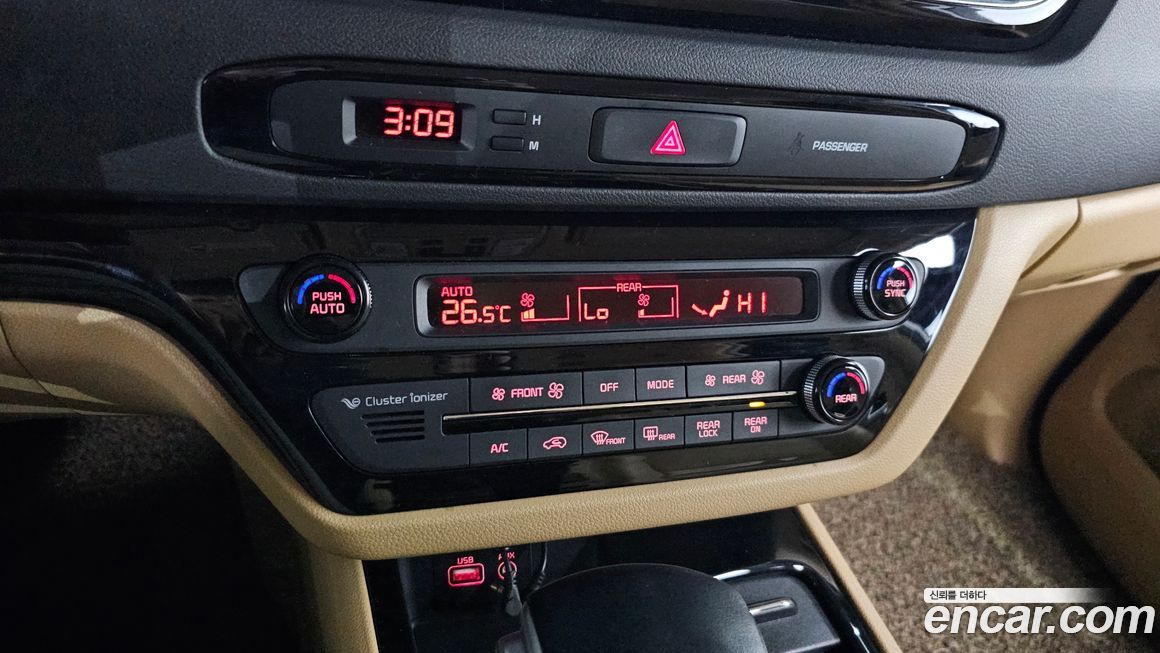 3:09
H
M
PASSENGER
PUSH
AUTO
AUTO
26.5°C
REAR
Lo
HI
PUSH
SYNC
Cluster ionizer
FRONT
OFF
MODE
REAR
REAR
A/C
FRONT
REAR
REAR
LOCK
REAR
ON
USB
AUX
신뢰를 더하다
encar.com